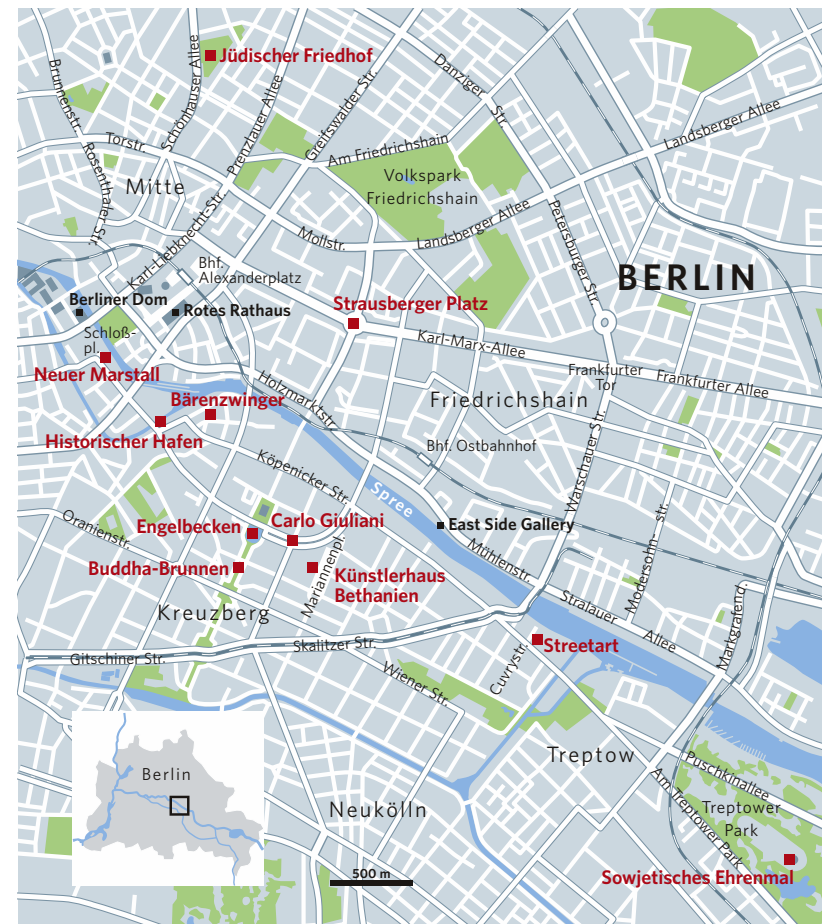 Jüdischer Friedhof
Brunnenstr.
Schönhauser Allee
Prenzlauer Allee
Greifswalder Str.
Danziger Str.
Landsberger Allee
Torstr.
Am Friedrichshain
Rosenthaler Str.
Mitte
Volkspark
Friedrichshain
Karl-Liebknecht-Str.
Mollstr.
Landsberger Allee
Petersburger Str.
Bhf.
Alexanderplatz
BERLIN
Berliner Dom
Rotes Rathaus
Strausberger Platz
Schloß-
pl.
Karl-Marx-Allee
Neuer Marstall
Frankfurter
Tor
Frankfurter Allee
Holzmarktstr.
Bärenzwinger
Friedrichshain
Historischer Hafen
Bhf. Ostbahnhof
Warschauer Str.
Köpenicker Str.
Spree
Oranienstr.
Engelbecken
Carlo Giuliani
East Side Gallery
Mühlenstr.
Modersohn-
str.
Buddha-Brunnen
Mariannenpl.
Künstlerhaus
Bethanien
Stralauer
Allee
Markgrafend.
Kreuzberg
Skalitzer Str.
Streetart
Gitschiner Str.
Wiener Str.
Cuvrystr.
Treptow
Puschkinallee
Am Treptower Park
Treptower
Park
Berlin
Neukölln
500 m
Sowjetisches Ehrenmal